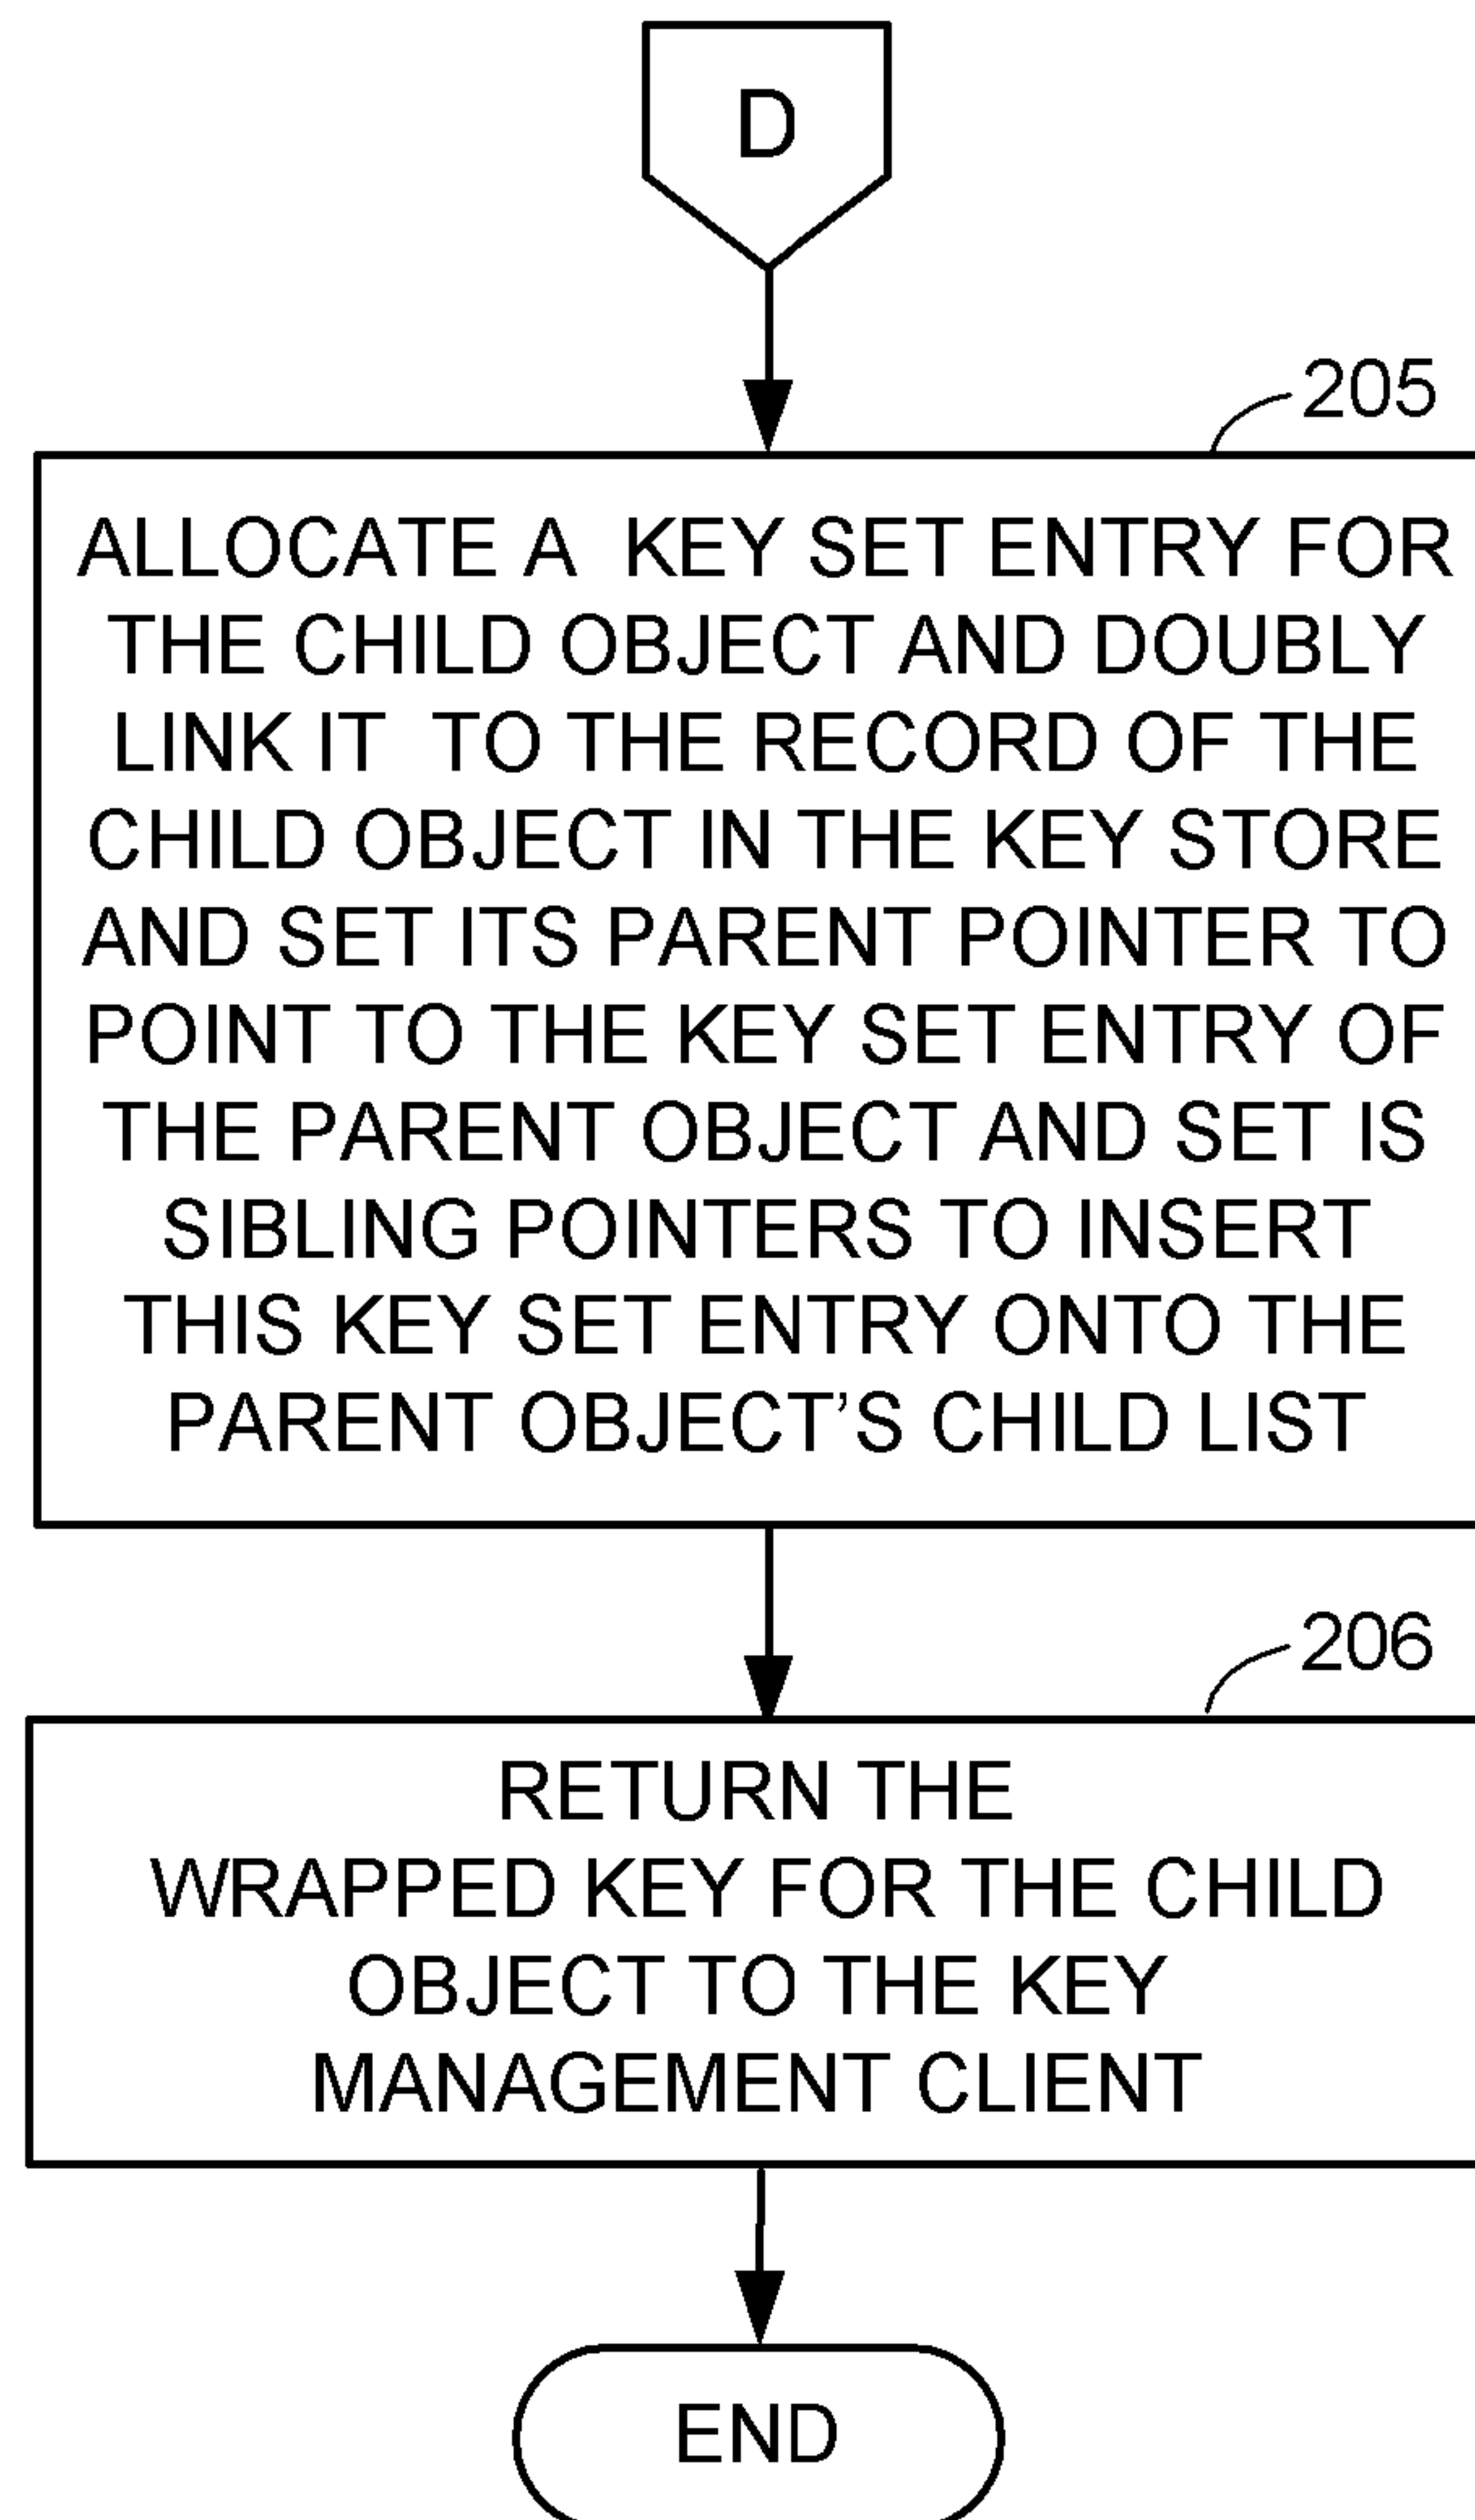 D
205
ALLOCATE A KEY SET ENTRY FOR
THE CHILD OBJECT AND DOUBLY
LINK IT TO THE RECORD OF THE
CHILD OBJECT IN THE KEY STORE
AND SET ITS PARENT POINTER TO
POINT TO THE KEY SET ENTRY OF
THE PARENT OBJECT AND SET IS
SIBLING POINTERS TO INSERT
THIS KEY SET ENTRY ONTO THE
PARENT OBJECT’S CHILD LIST
206
RETURN THE
WRAPPED KEY FOR THE CHILD
OBJECT TO THE KEY
MANAGEMENT CLIENT
END